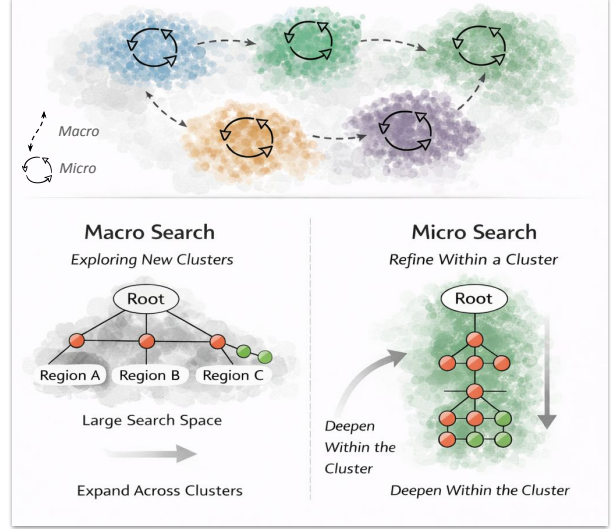 Macro
Micro
Macro Search
Exploring New Clusters
Root
Region A
Region B
Region C
Large Search Space
Expand Across Clusters
Micro Search
Refine Within a Cluster
Root
Deepen
Within the
Cluster
Deepen Within the Cluster